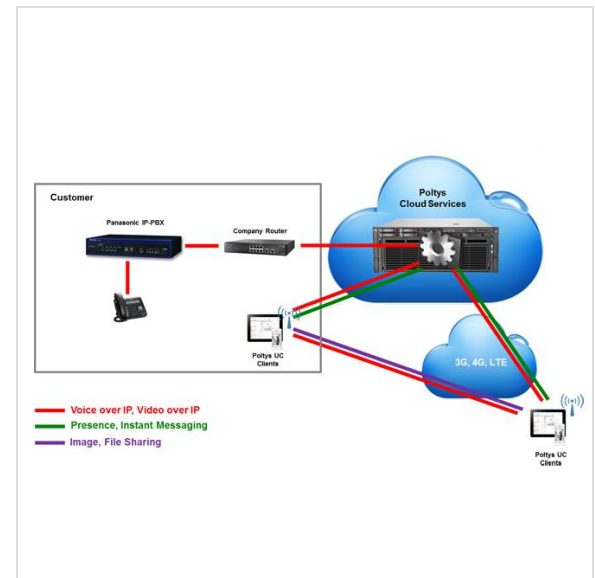 Customer
Panasonic IP-PBX
Company Router
Poltys
Cloud Services
Poltys UC
Clients
3G, 4G, LTE
Poltys UC
Clients
Voice over IP, Video over IP
Presence, Instant Messaging
Image, File Sharing